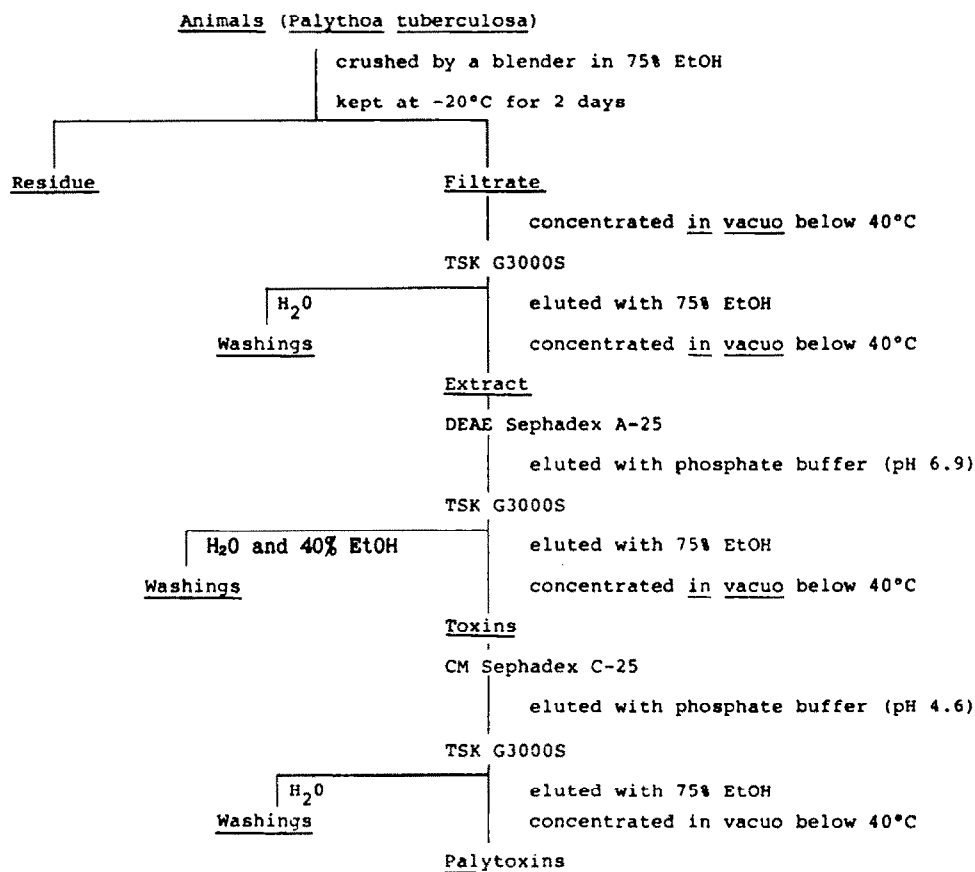 Animals (Palythoa tuberculosa)
crushed by a blender in 75% EtOH
kept at -20°C for 2 days
Residue
Filtrate
concentrated in vacuo below 40°C
TSK G3000S
H₂O
eluted with 75% EtOH
Washings
concentrated in vacuo below 40°C
Extract
DEAE Sephadex A-25
eluted with phosphate buffer (pH 6.9)
TSK G3000S
H₂O and 40% EtOH
eluted with 75% EtOH
Washings
concentrated in vacuo below 40°C
Toxins
CM Sephadex C-25
eluted with phosphate buffer (pH 4.6)
TSK G3000S
H₂O
eluted with 75% EtOH
Washings
concentrated in vacuo below 40°C
Palytoxins